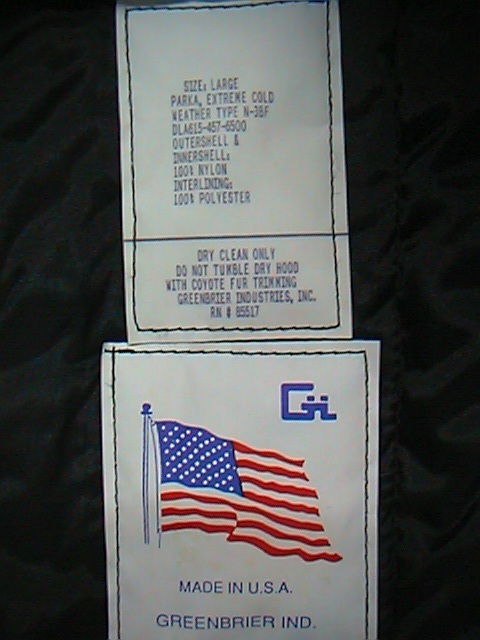 SIZE: LARGE
PARKA, EXTREME COLD
WEATHER TYPE N-3BF
DLA615-457-6500
OUTERSHELL &
INNERSHELL:
100% NYLON
INTERLINING:
100% POLYESTER
DRY CLEAN ONLY
DO NOT TUMBLE DRY HOOD
WITH COYOTE FUR TRIMMING
GREENBRIER INDUSTRIES, INC.
RN # 85517
Gii
MADE IN U.S.A.
GREENBRIER IND.